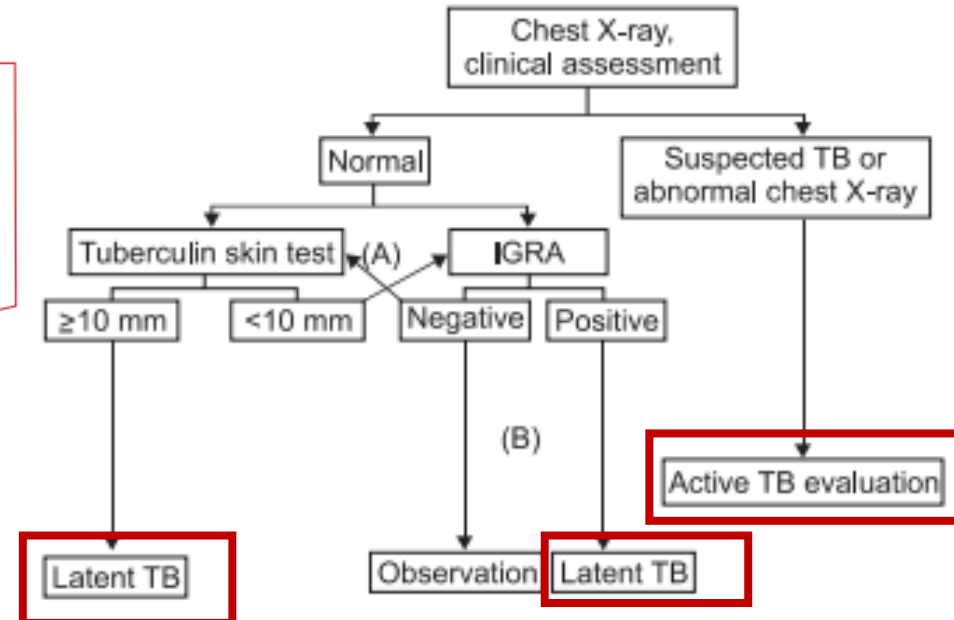 Chest X-ray,
clinical assessment
Normal
Suspected TB or
abnormal chest X-ray
Tuberculin skin test
(A)
IGRA
≥10 mm
<10 mm
Negative
Positive
(B)
Active TB evaluation
Latent TB
Observation
Latent TB